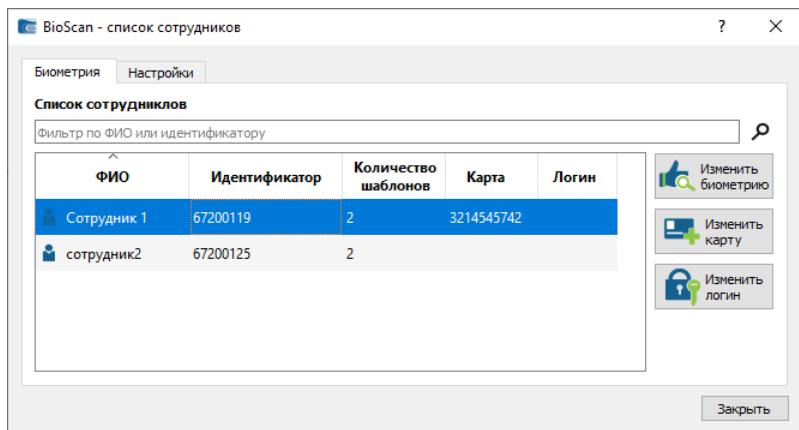 BioScan - список сотрудников
?
Биометрия Настройки
Список сотрудниклов
Фильтр по ФИО или идентификатору
ФИО Идентификатор Количество шаблонов Карта Логин
Сотрудник 1 67200119 2 3214545742
сотрудник2 67200125 2
Изменить
биометрию
Изменить
карту
Изменить
логин
Закрыть